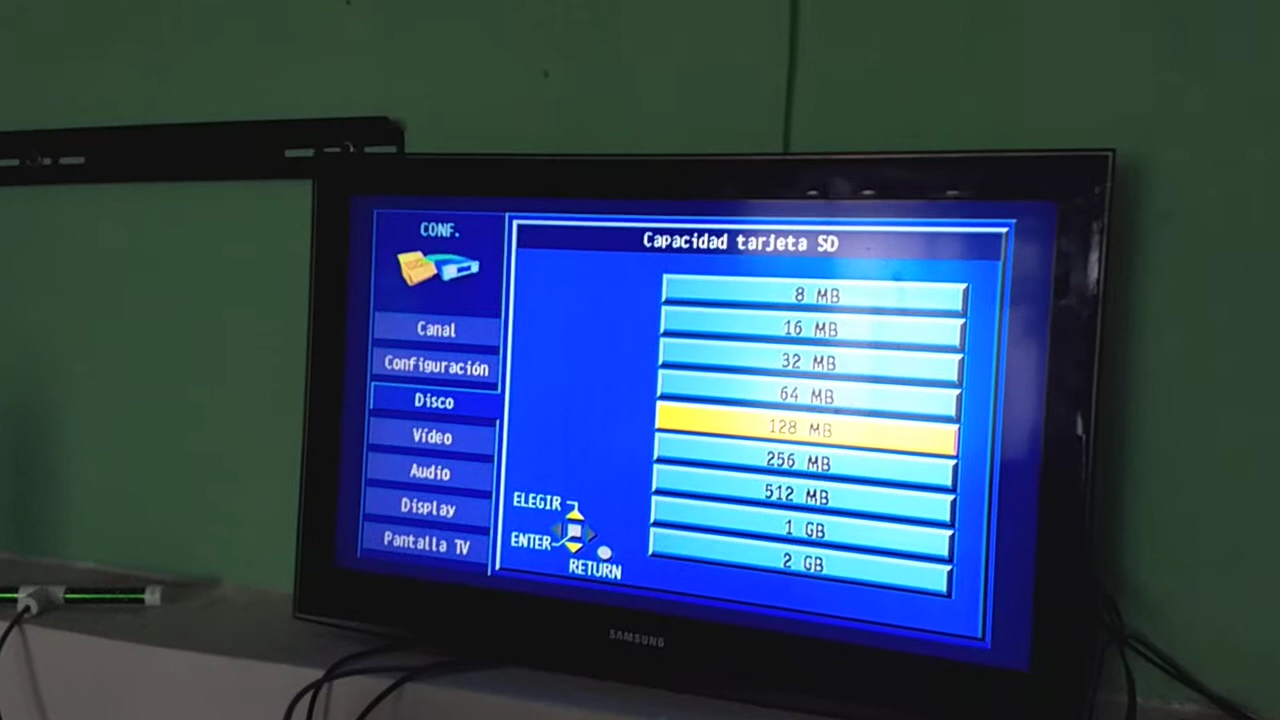 CONF.
Canal
Configuración
Disco
Vídeo
Audio
Display
Pantalla TV
Capacidad tarjeta SD
8 MB
16 MB
32 MB
64 MB
128 MB
256 MB
512 MB
1 GB
2 GB
ELEGIR
ENTER
RETURN
SAMSUNG